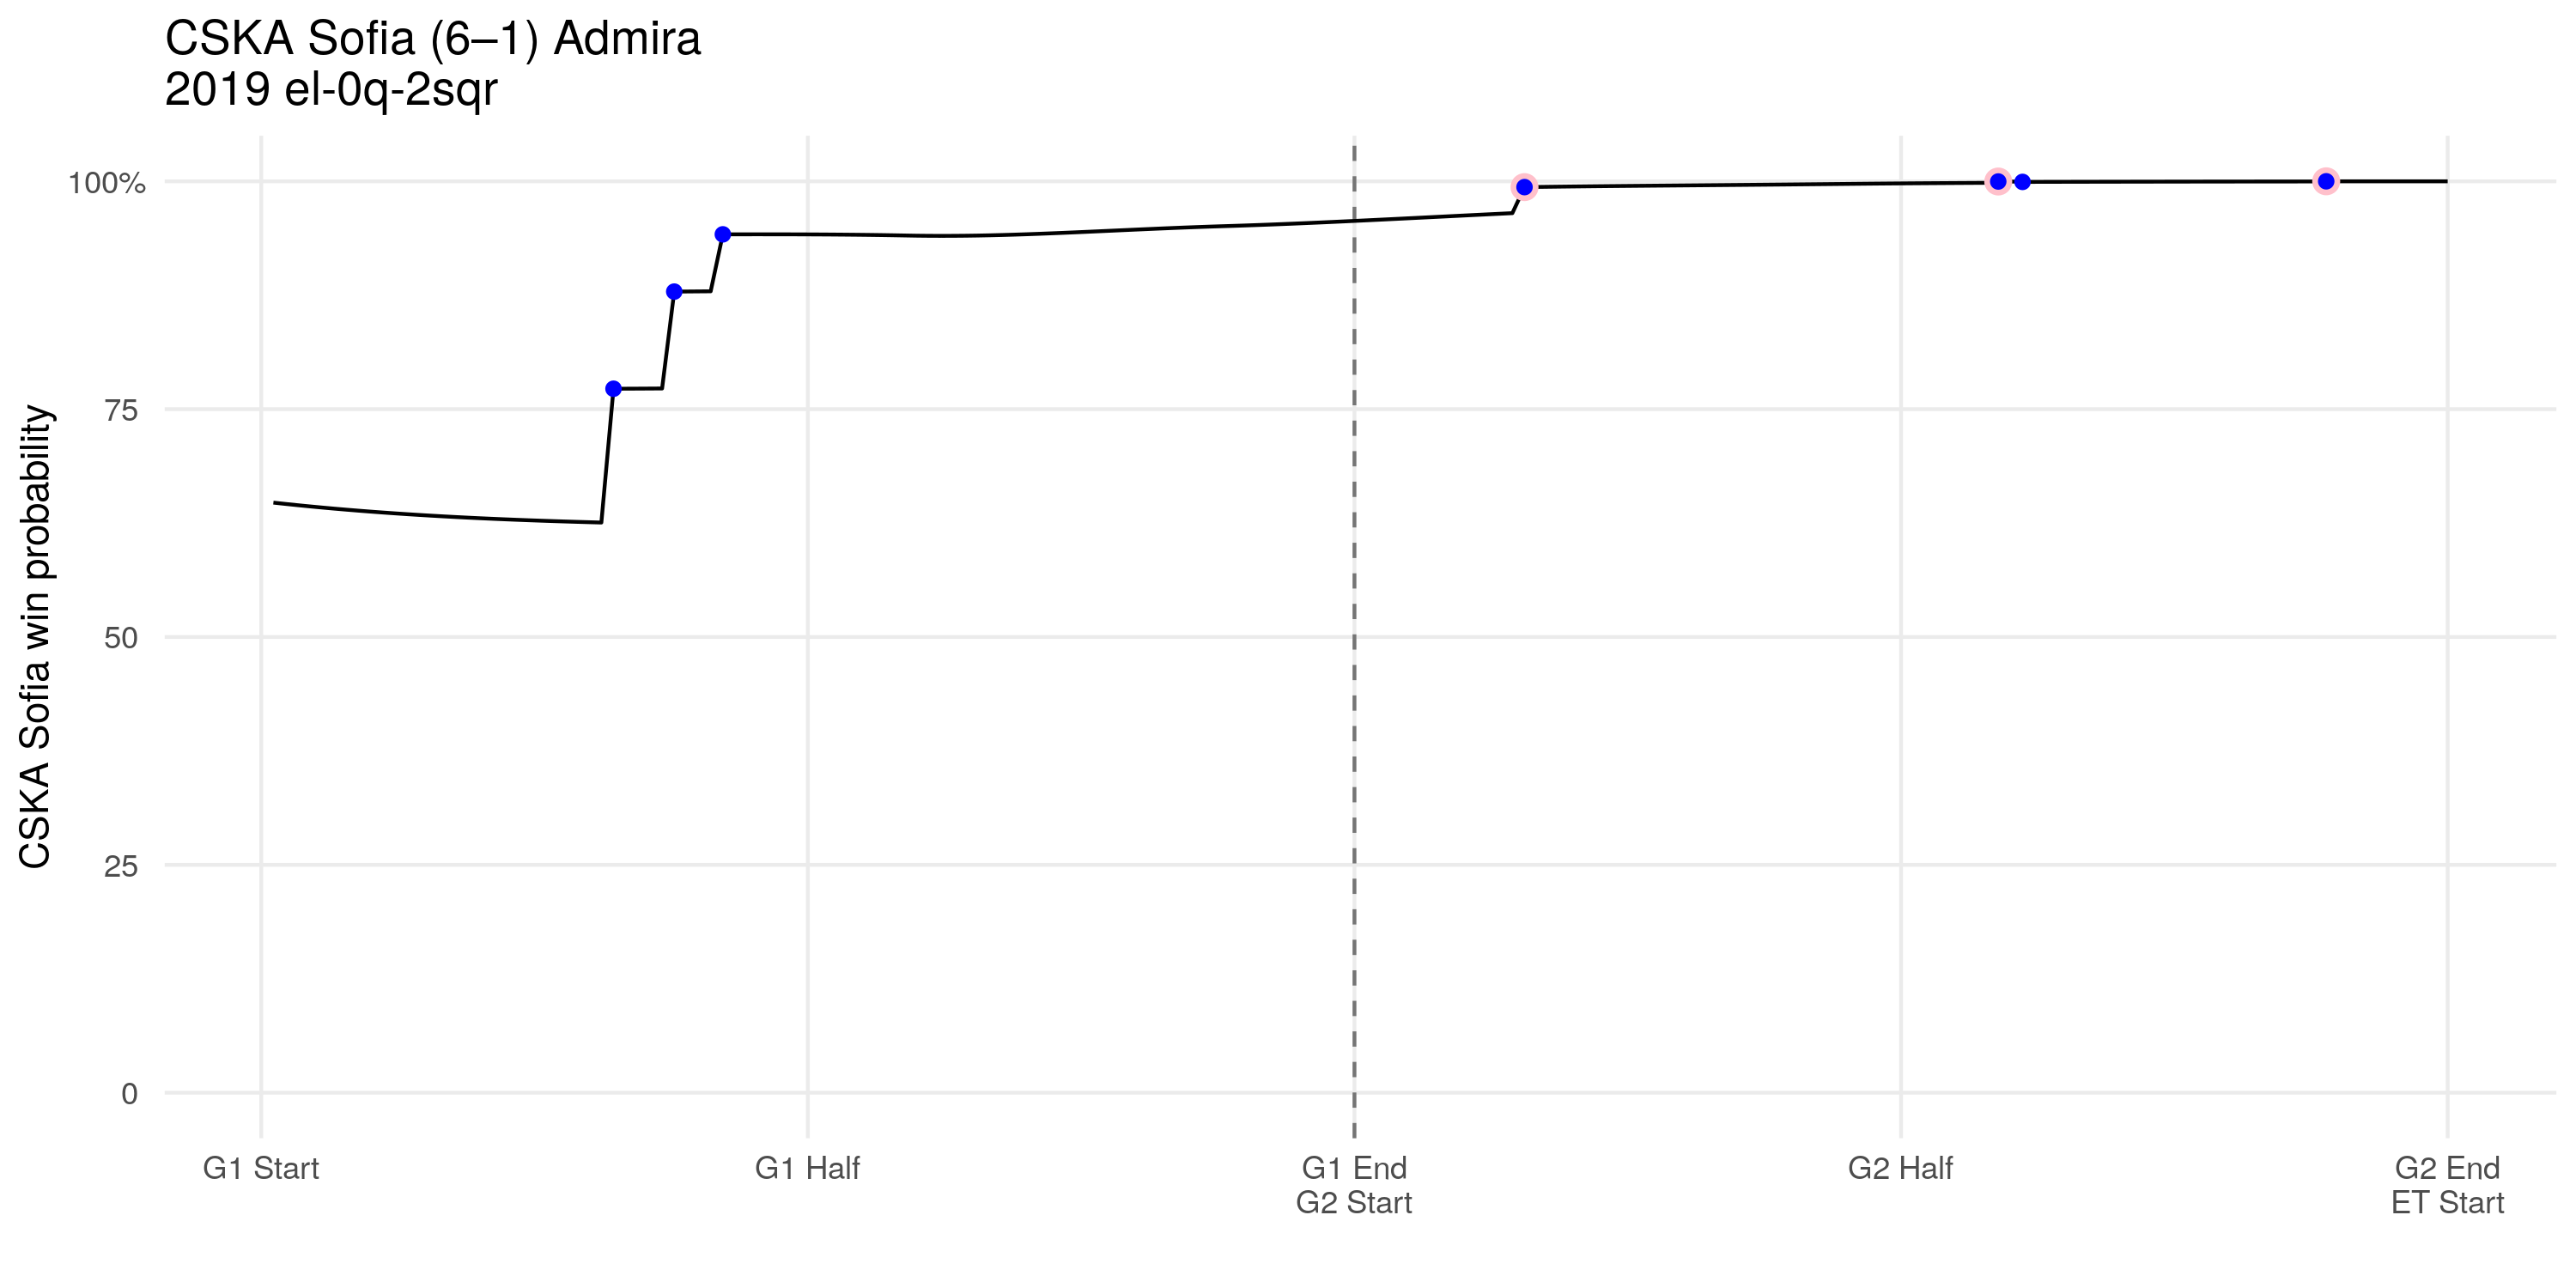 CSKA Sofia (6–1) Admira
2019 el-0q-2sqr
CSKA Sofia win probability
100%
75
50
25
0
G1 Start
G1 Half
G1 End
G2 Start
G2 Half
G2 End
ET Start